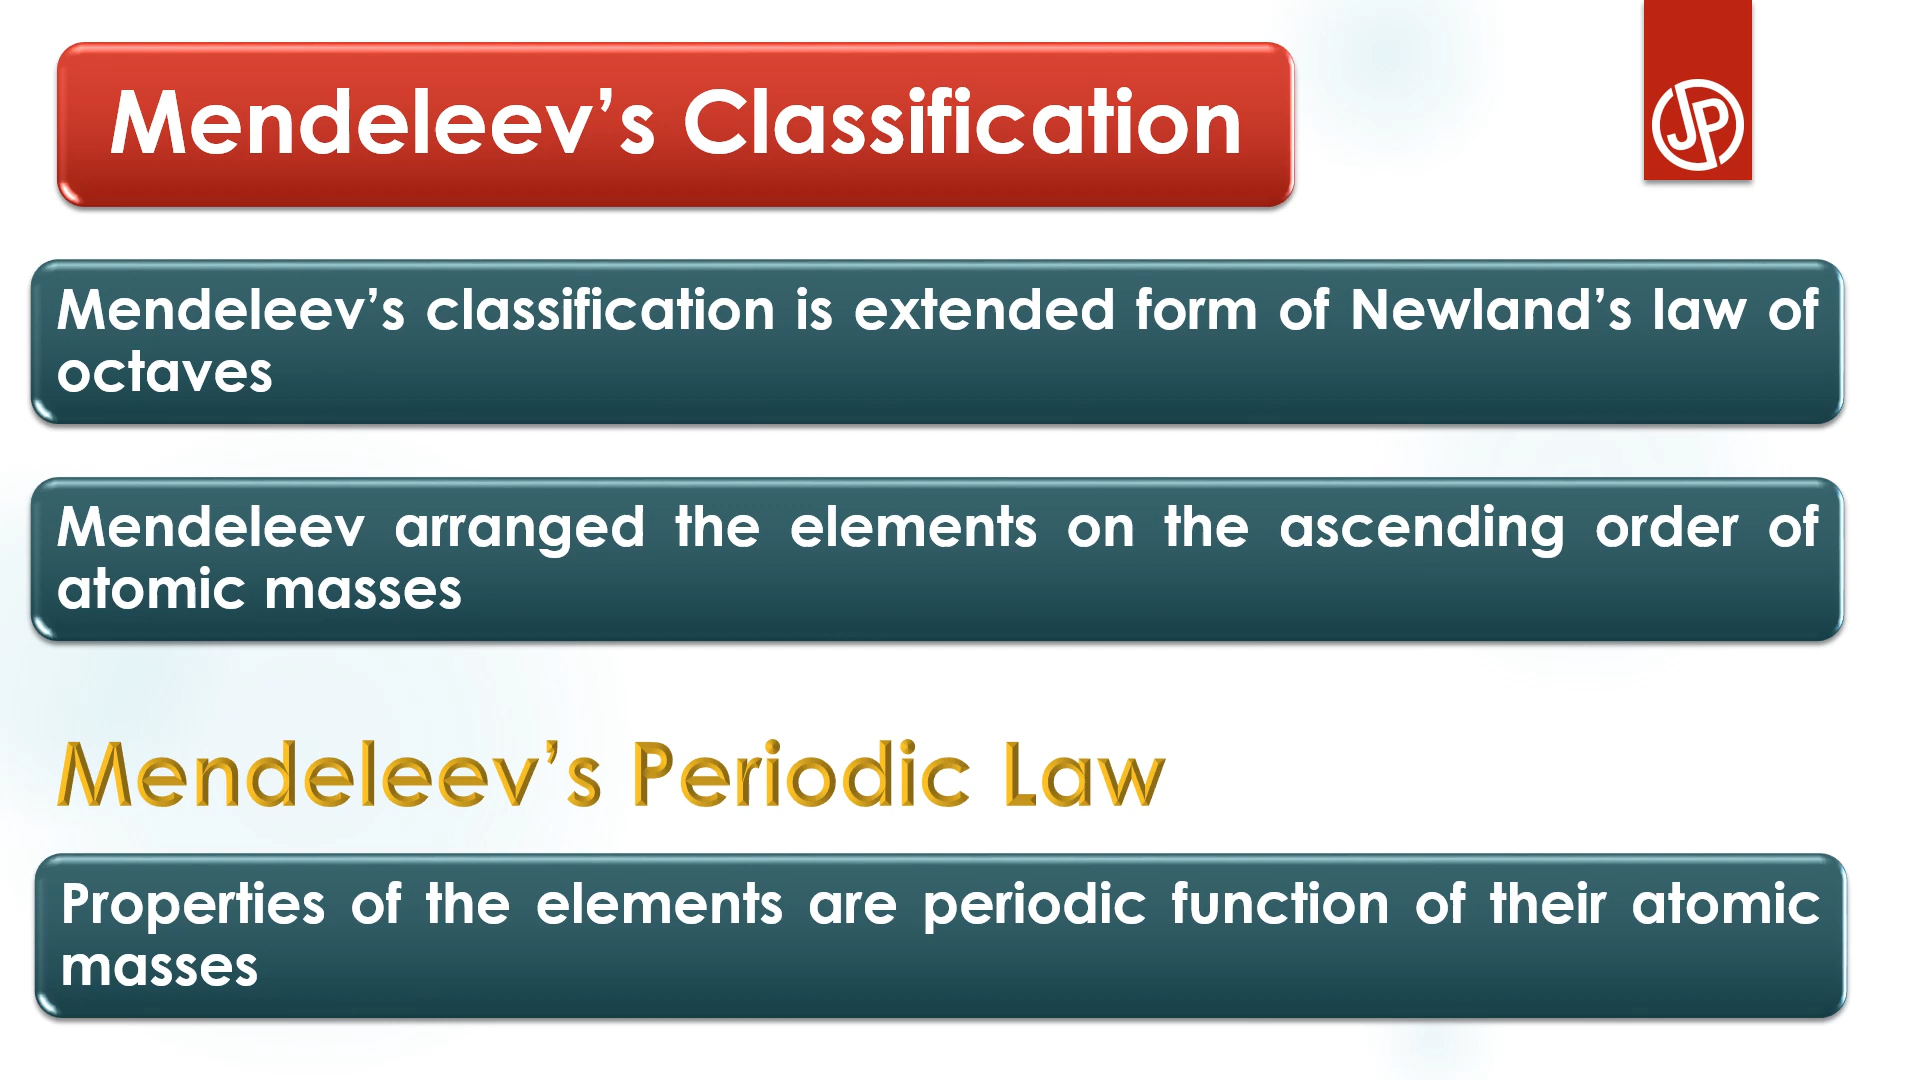 Mendeleev’s Classification
JP
Mendeleev’s classification is extended form of Newland’s law of
octaves
Mendeleev arranged the elements on the ascending order of
atomic masses
Mendeleev’s Periodic Law
Properties of the elements are periodic function of their atomic
masses